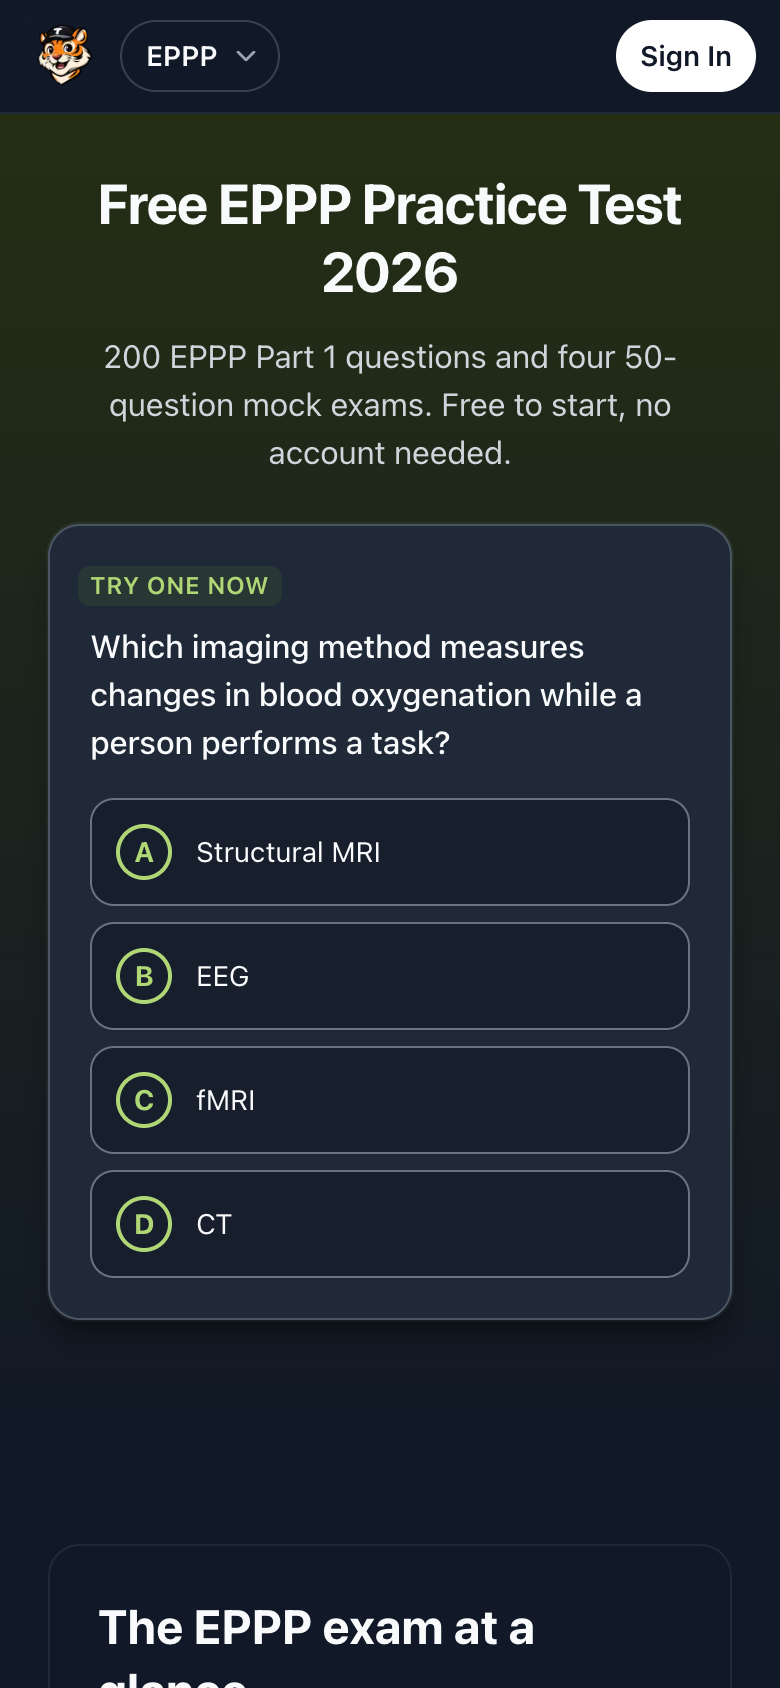 T
EPPP
Sign In
Free EPPP Practice Test
2026
200 EPPP Part 1 questions and four 50-
question mock exams. Free to start, no
account needed.
TRY ONE NOW
Which imaging method measures
changes in blood oxygenation while a
person performs a task?
A Structural MRI
B EEG
C fMRI
D CT
The EPPP exam at a
glance